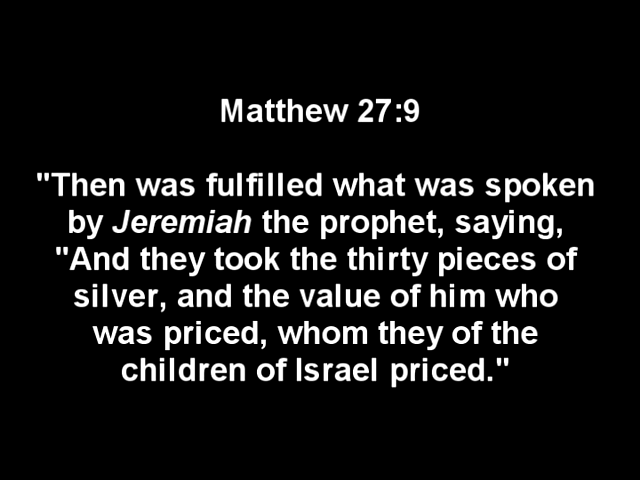 Matthew 27:9
"Then was fulfilled what was spoken
by Jeremiah the prophet, saying,
"And they took the thirty pieces of
silver, and the value of him who
was priced, whom they of the
children of Israel priced."